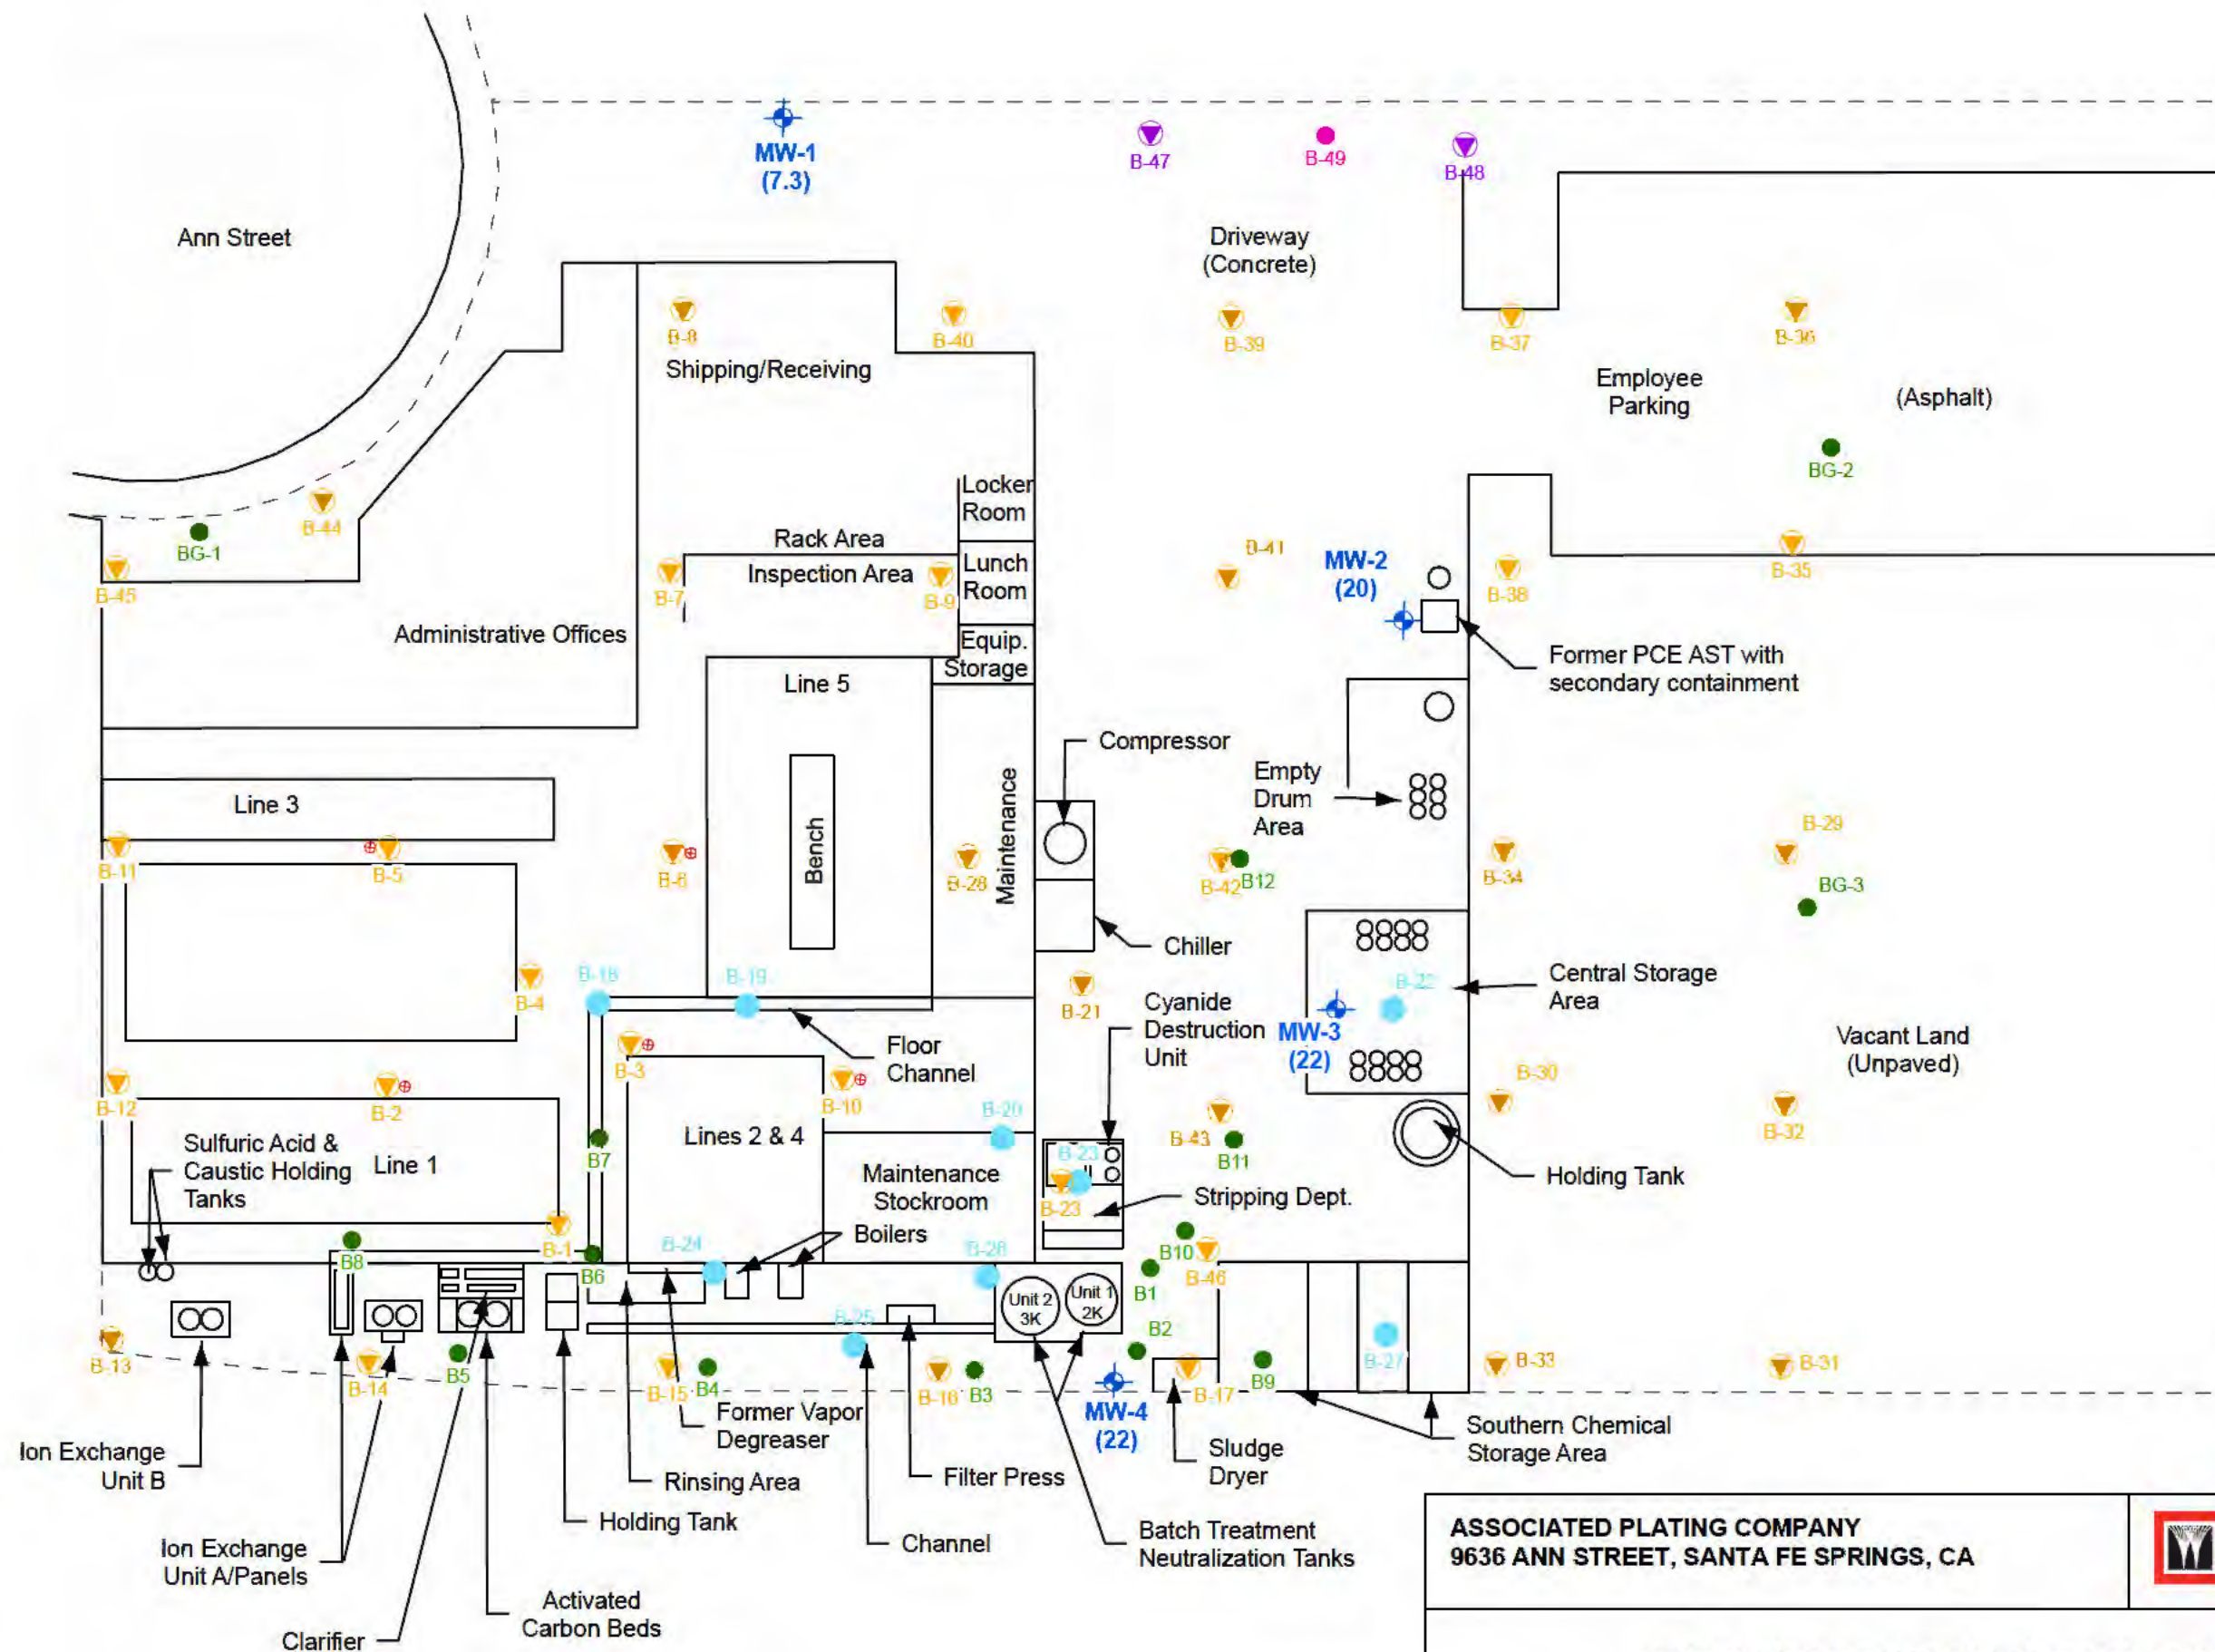 MW-1
(7.3)
B-47
B-49
B-48
Ann Street
Driveway
(Concrete)
B-8
B-40
B-39
B-37
B-36
Shipping/Receiving
Employee
Parking
(Asphalt)
BG-2
Locker
Room
B-44
BG-1
Rack Area
B-41
MW-2
(20)
Inspection Area
Lunch
Room
B-45
B-7
B-9
B-38
B-35
Administrative Offices
Equip.
Storage
Former PCE AST with
secondary containment
Line 5
Compressor
Maintenance
Empty
Drum
Area
Line 3
Bench
B-29
B-11
B-5
B-6
B-28
B-42
B12
B-34
BG-3
Chiller
B-18
B-19
B-22
Central Storage
Area
B-4
B-21
Cyanide
Destruction
Unit
MW-3
(22)
Vacant Land
(Unpaved)
Floor
Channel
B-3
B-30
B-12
B-2
B-10
B-20
B-43
B-32
Sulfuric Acid &
Caustic Holding
Tanks
Line 1
Lines 2 & 4
B7
B11
B-23
Maintenance
Stockroom
Holding Tank
Stripping Dept.
B-23
Boilers
B-1
B-24
B-26
B8
B6
B10
B-46
B1
Unit 2
3K
Unit 1
2K
B-25
B2
B-13
B-14
B5
B-15
B4
B-16
B3
B-17
B9
B-27
B-33
B-31
MW-4
(22)
Former Vapor
Degreaser
Southern Chemical
Storage Area
Ion Exchange
Unit B
Rinsing Area
Filter Press
Sludge
Dryer
Holding Tank
Channel
Batch Treatment
Neutralization Tanks
Ion Exchange
Unit A/Panels
Activated
Carbon Beds
Clarifier
ASSOCIATED PLATING COMPANY
9636 ANN STREET, SANTA FE SPRINGS, CA